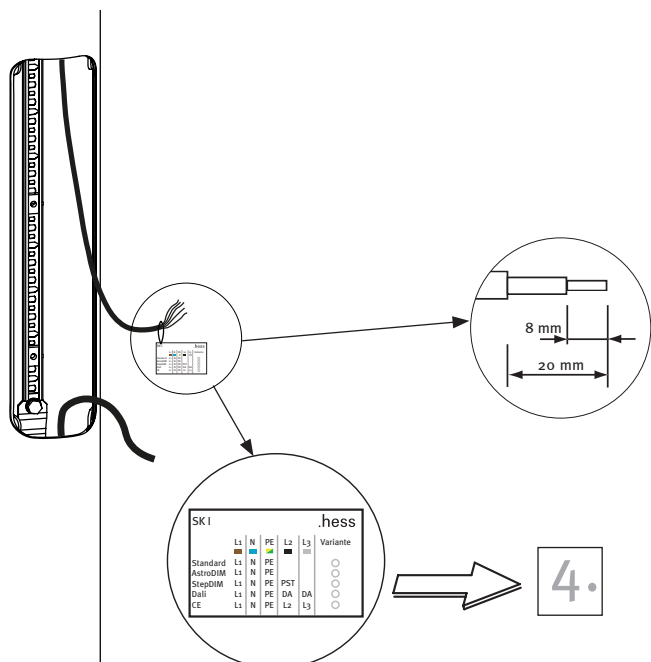 8 mm
20 mm
SK I .hess
L1 N PE L2 L3 Variante
Standard L1 N PE
AstroDIM L1 N PE
StepDIM L1 N PE PST
Dali L1 N PE DA DA
CE L1 N PE L2 L3
4.